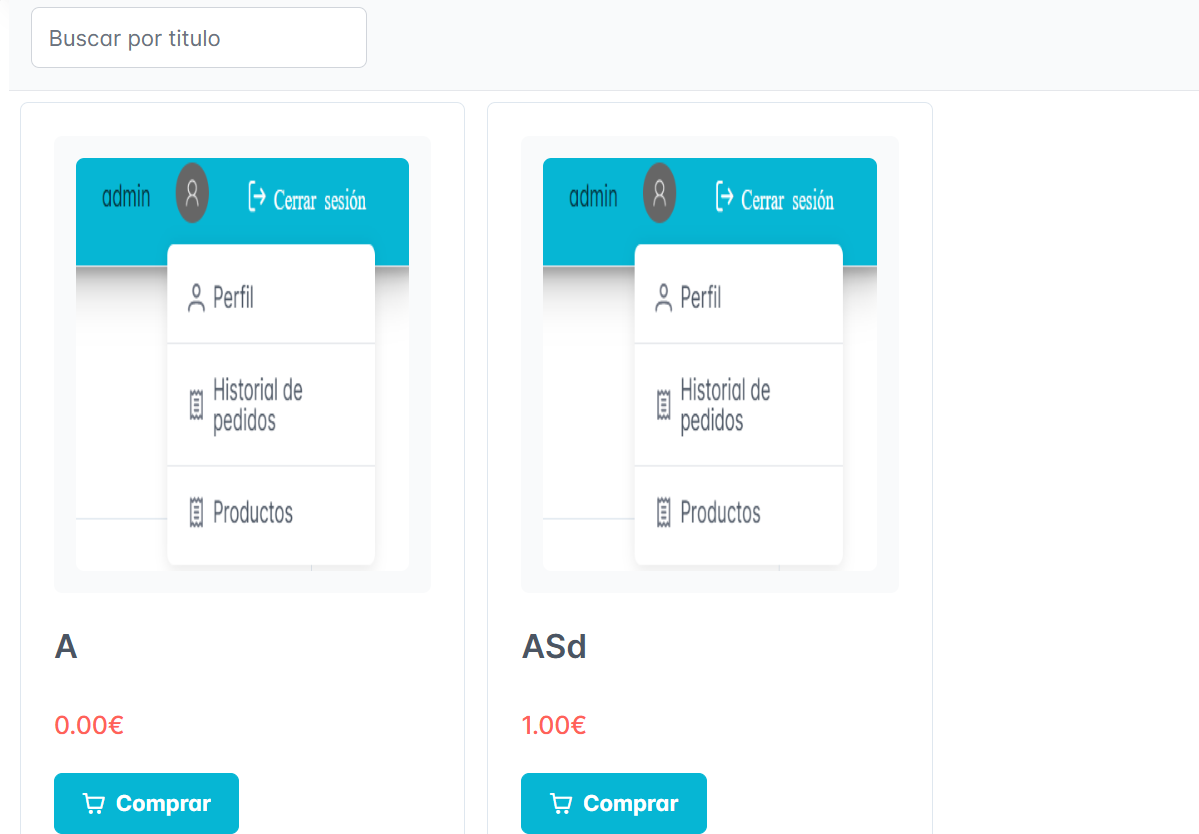 Buscar por titulo
admin Cerrar sesión
Perfil
Historial de
pedidos
Productos
A
0.00€
Comprar
admin Cerrar sesión
Perfil
Historial de
pedidos
Productos
ASd
1.00€
Comprar